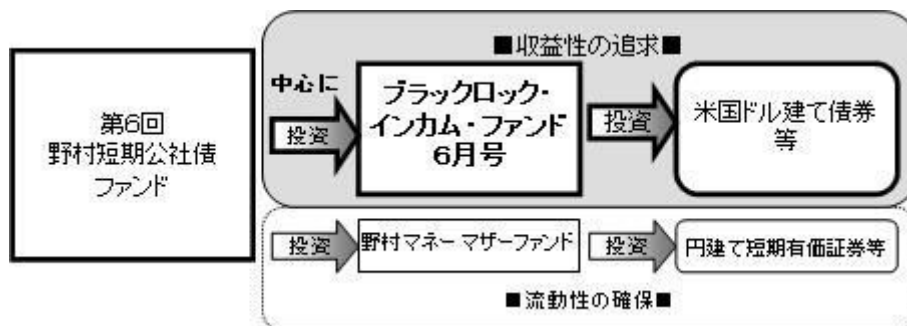 ■収益性の追求■
第6回
野村短期公社債
ファンド
中心に
投資
ブラックロック・
インカム・ファンド
6月号
投資
米国ドル建て債券
等
投資
野村マネー マザーファンド
投資
円建て短期有価証券等
■流動性の確保■